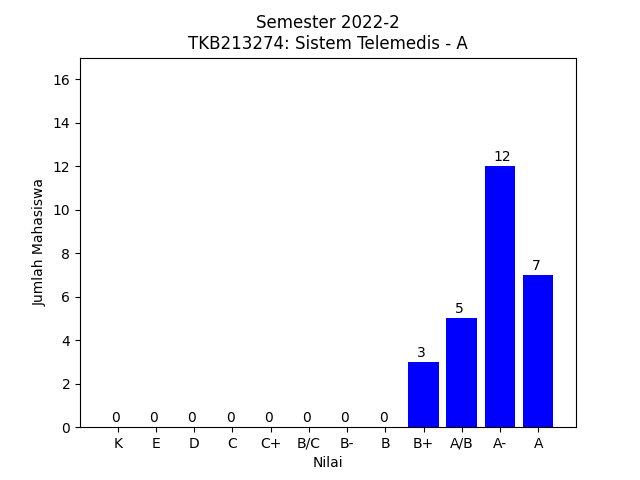 Semester 2022-2
TKB213274: Sistem Telemedis - A
Jumlah Mahasiswa
16
14
12
10
8
6
4
2
0
0 0 0 0 0 0 0 0 3 5 12 7
K E D C C+ B/C B- B B+ A/B A- A
Nilai